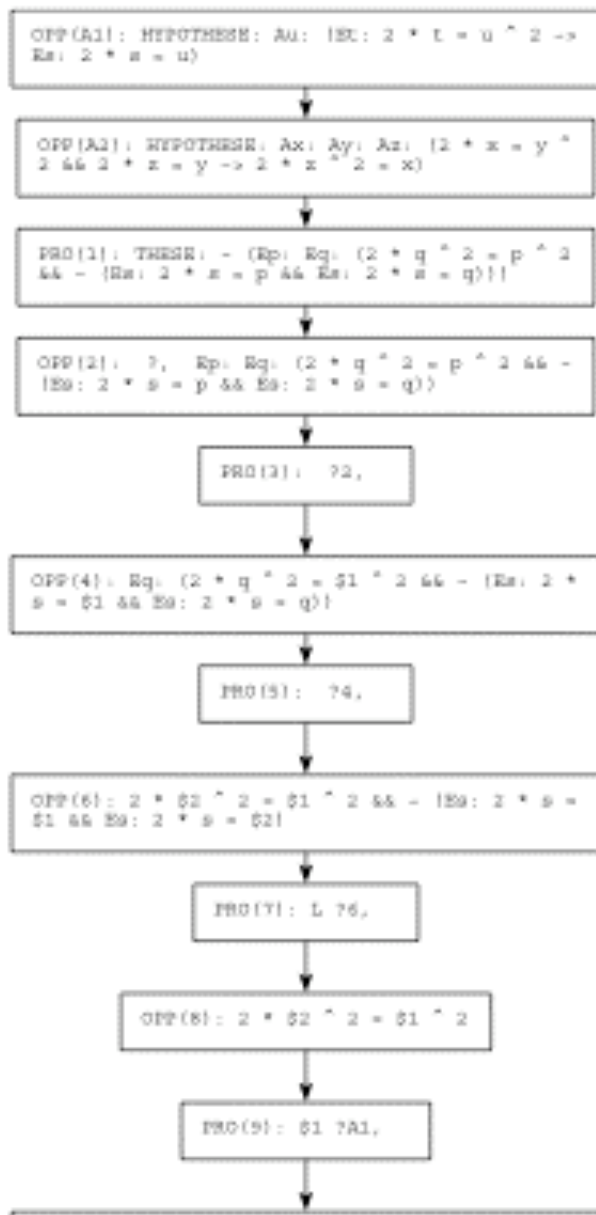 OPP(A1): HYPOTHESE: Au: (Et: 2 * t = u ^ 2 ->
Es: 2 * s = u)
OPP(A2): HYPOTHESE: Ax: Ay: Az: (2 * x = y ^
2 && 2 * z = y -> 2 * z ^ 2 = x)
PRO(1): THESE: - (Ep: Eq: (2 * q ^ 2 = p ^ 2
&& - (Es: 2 * s = p && Es: 2 * s = q)))
OPP(2): ?, Ep: Eq: (2 * q ^ 2 = p ^ 2 && -
(Es: 2 * s = p && Es: 2 * s = q))
PRO(3): ?2,
OPP(4): Eq: (2 * q ^ 2 = $1 ^ 2 && - (Es: 2 *
s = $1 && Es: 2 * s = q))
PRO(5): ?4,
OPP(6): 2 * $2 ^ 2 = $1 ^ 2 && - (Es: 2 * s =
$1 && Es: 2 * s = $2)
PRO(7): L ?6,
OPP(8): 2 * $2 ^ 2 = $1 ^ 2
PRO(9): $1 ?A1,